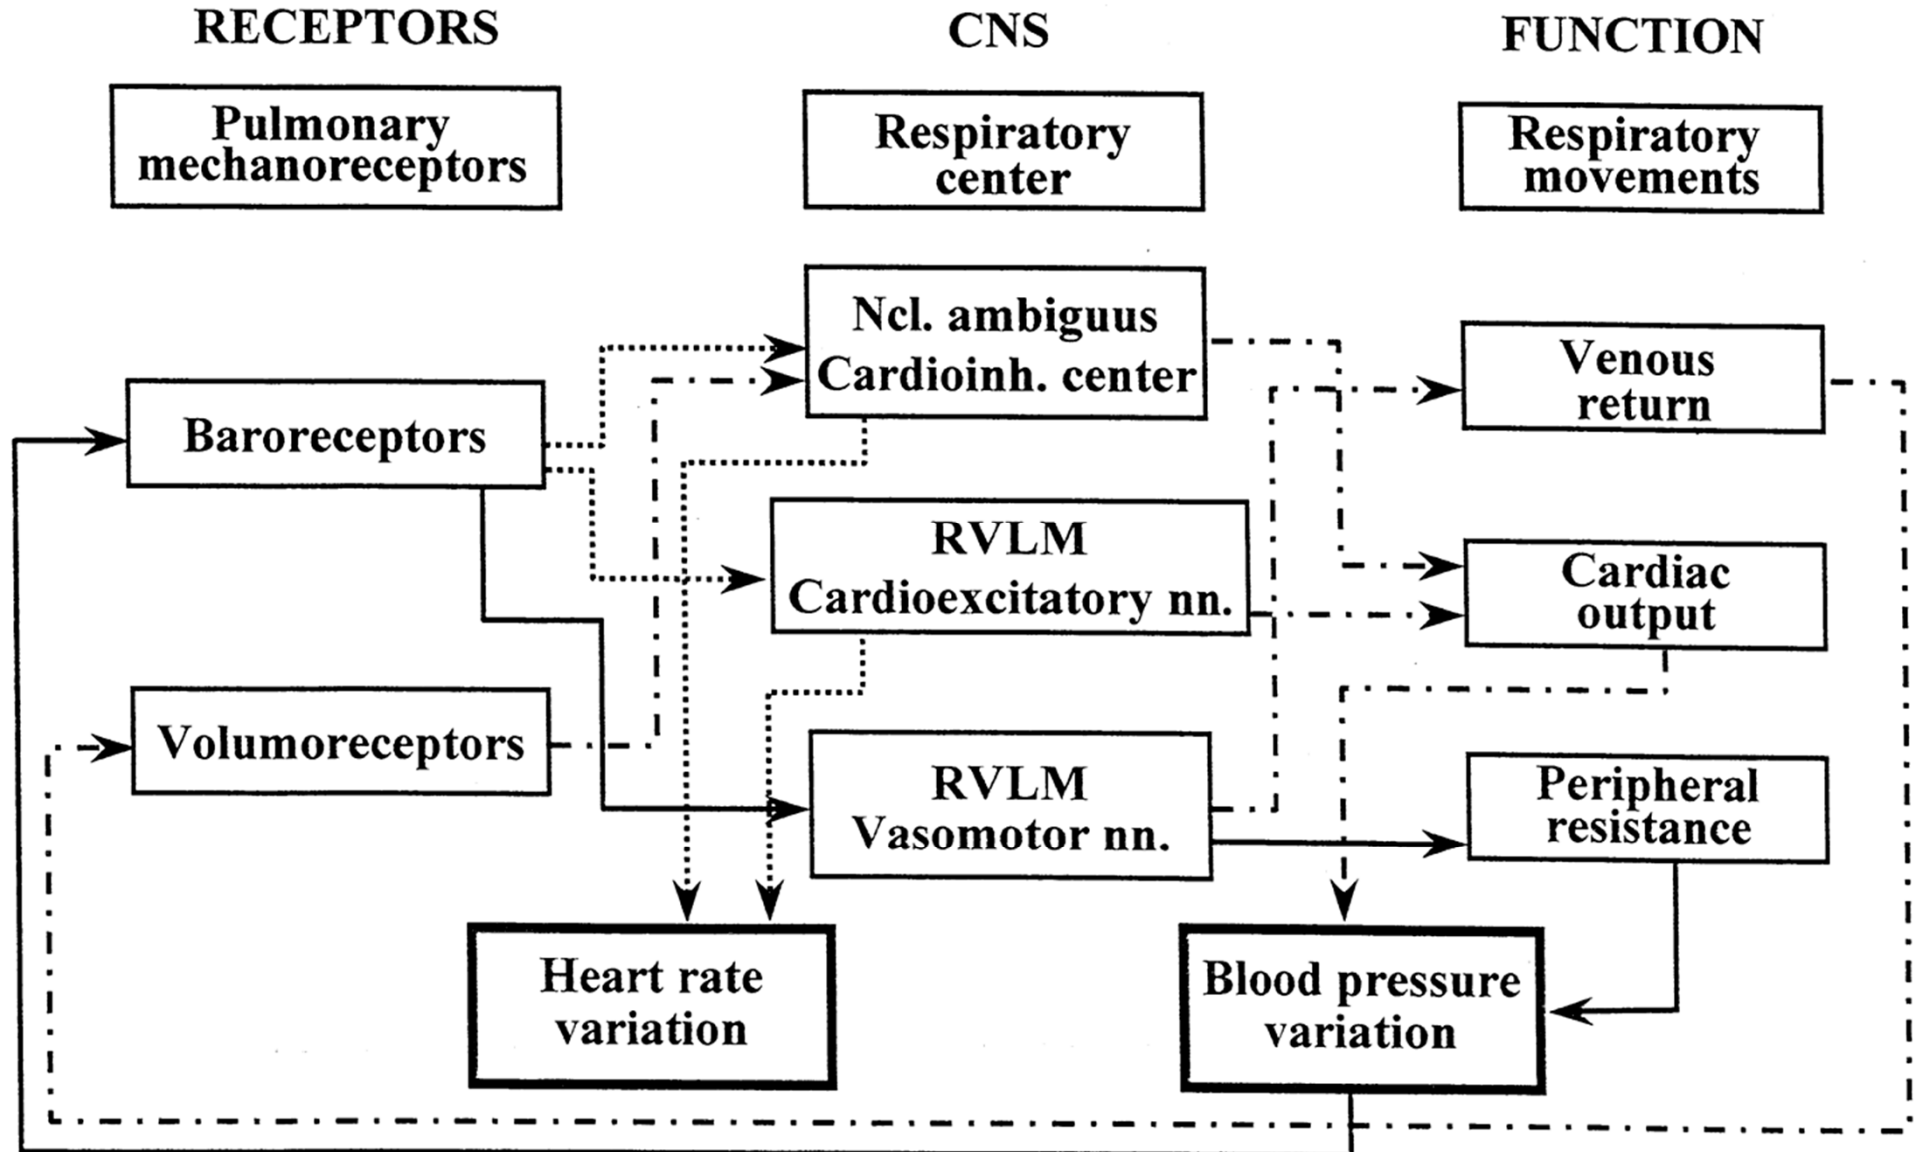 RECEPTORS
CNS
FUNCTION
Pulmonary
mechanoreceptors
Respiratory
center
Respiratory
movements
Ncl. ambiguus
Cardioinh. center
Venous
return
Baroreceptors
RVLM
Cardioexcitatory nn.
Cardiac
output
Volumoreceptors
RVLM
Vasomotor nn.
Peripheral
resistance
Heart rate
variation
Blood pressure
variation